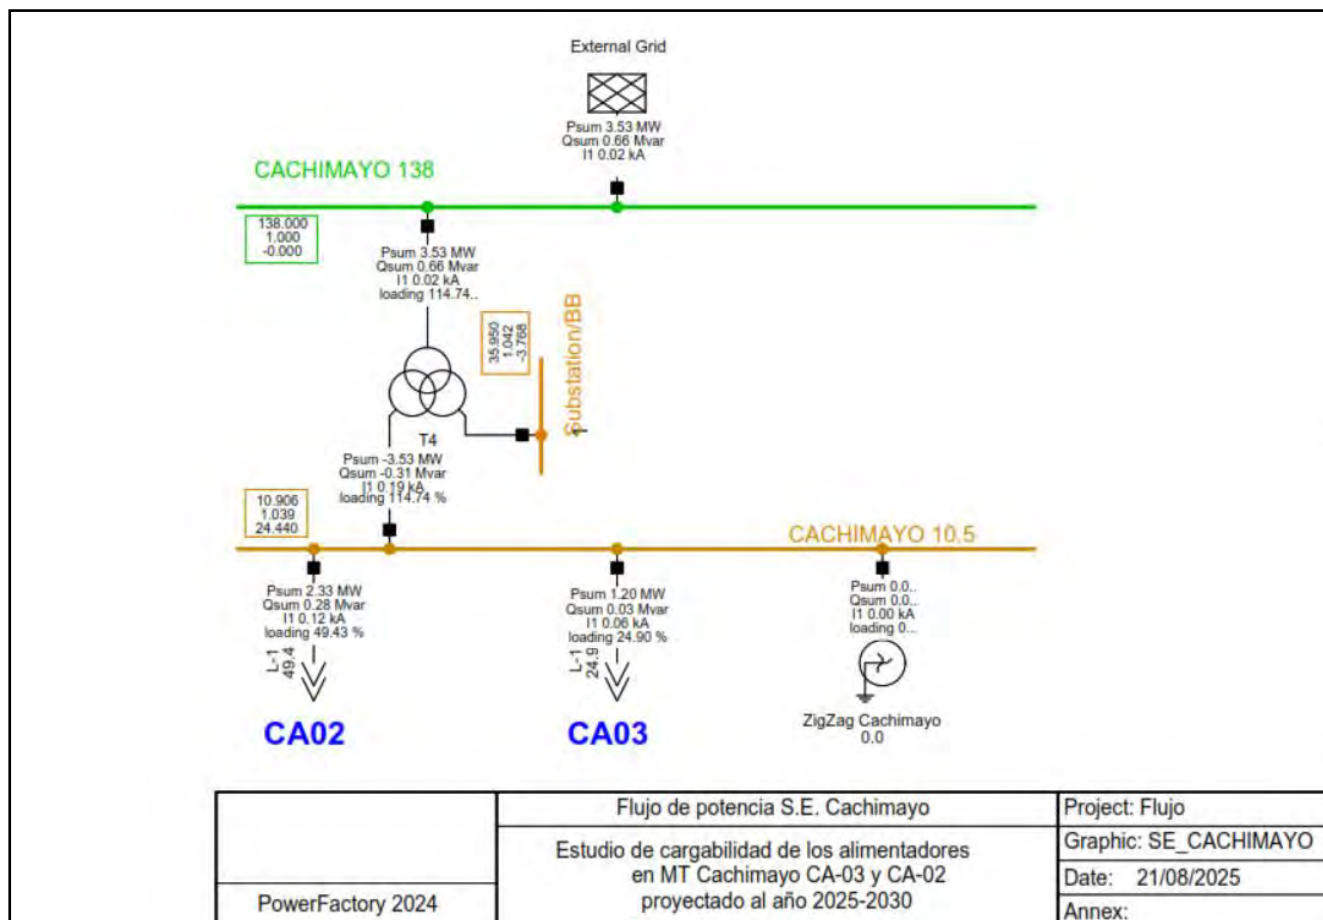 External Grid
Psum 3.53 MW
Qsum 0.66 Mvar
I1 0.02 kA
CACHIMAYO 138
138.000
1.000
-0.000
Psum 3.53 MW
Qsum 0.66 Mvar
I1 0.02 kA
loading 114.74..
35.950
1.042
-3.768
Substation/BB
T4
Psum -3.53 MW
Qsum -0.31 Mvar
I1 0.19 kA
loading 114.74 %
10.906
1.039
24.440
CACHIMAYO 10.5
Psum 2.33 MW
Qsum 0.28 Mvar
I1 0.12 kA
loading 49.43 %
L-1
49.4
CA02
Psum 1.20 MW
Qsum 0.03 Mvar
I1 0.06 kA
loading 24.90 %
L-1
24.9
CA03
Psum 0.0..
Qsum 0.0..
I1 0.00 kA
loading 0...
ZigZag Cachimayo
0.0
Flujo de potencia S.E. Cachimayo
Estudio de cargabilidad de los alimentadores
en MT Cachimayo CA-03 y CA-02
proyectado al año 2025-2030
PowerFactory 2024
Project: Flujo
Graphic: SE_CACHIMAYO
Date: 21/08/2025
Annex: